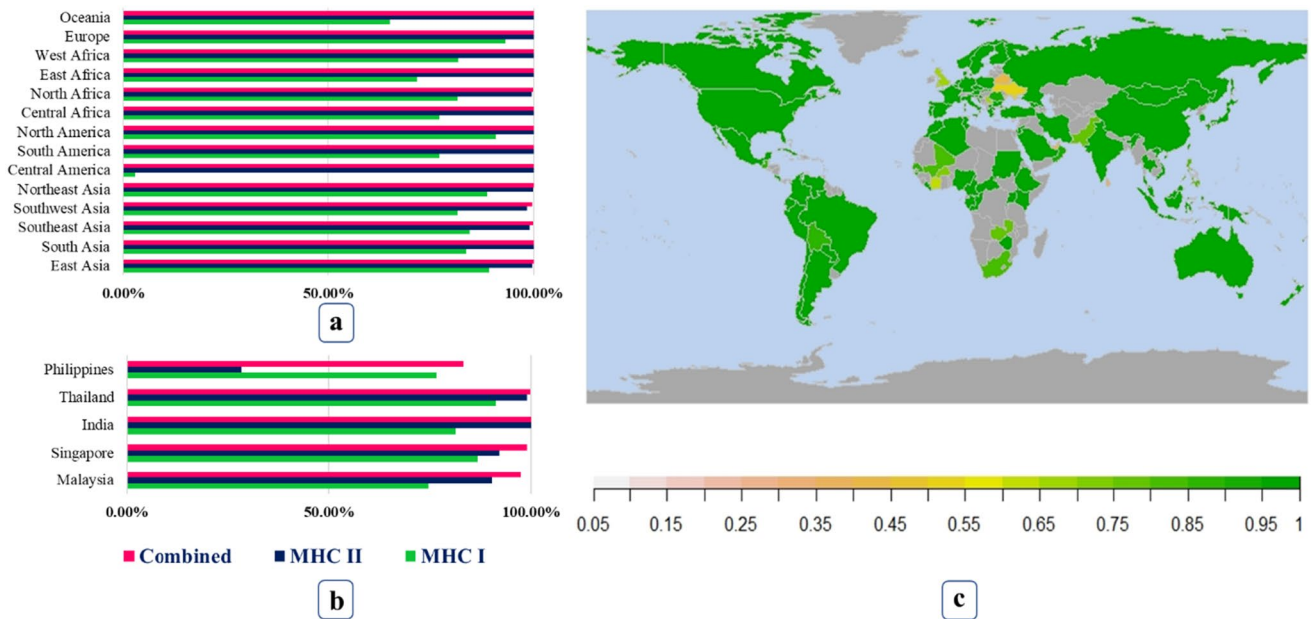 Oceania
Europe
West Africa
East Africa
North Africa
Central Africa
North America
South America
Central America
Northeast Asia
Southwest Asia
Southeast Asia
South Asia
East Asia
0.00% 50.00% 100.00%
a
Philippines
Thailand
India
Singapore
Malaysia
0.00% 50.00% 100.00%
Combined MHC II MHC I
b
0.05 0.15 0.25 0.35 0.45 0.55 0.65 0.75 0.85 0.95 1
c